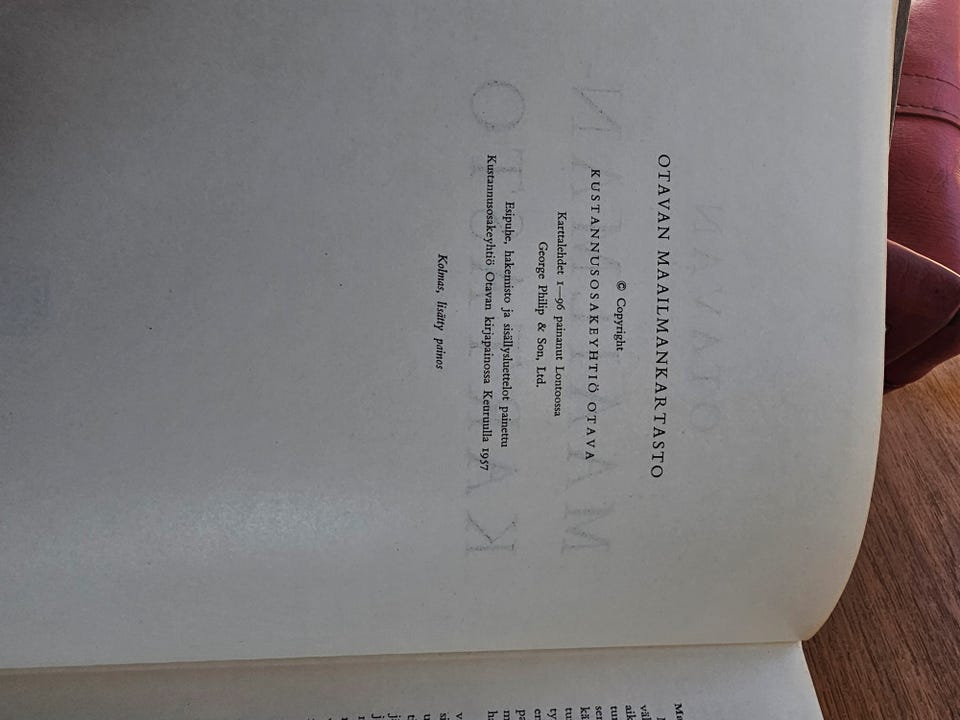 OTAVAN MAAILMANKARTASTO
© Copyright
KUSTANNUSOSAKEYHTIÖ OTAVA
Karttalehdet 1—96 painanut Lontoossa
George Philip & Son, Ltd.
Esipuhe, hakemisto ja sisällysluettelot painettu
Kustannusosakeyhtiö Otavan kirjapainossa Keuruulla 1957
Kolmas, lisätty painos